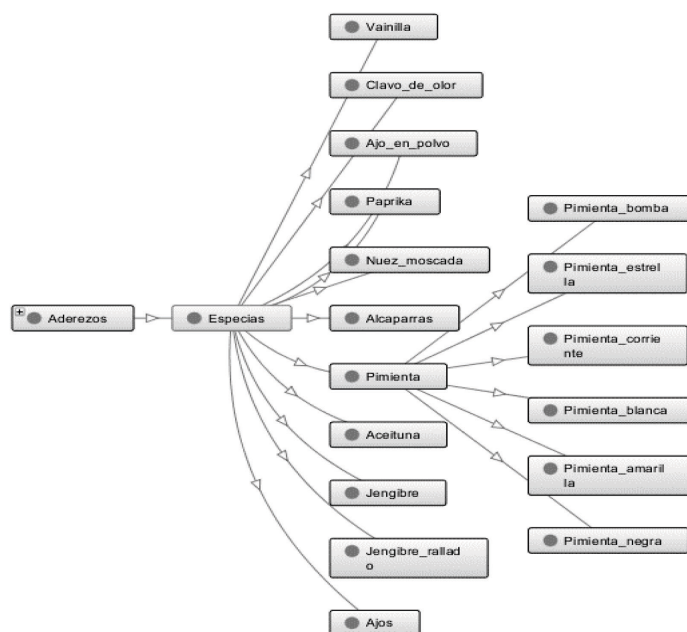 Vainilla
Clavo_de_olor
Ajo_en_polvo
Paprika
Nuez_moscada
Aderezos
Especias
Alcaparras
Pimienta
Aceituna
Jengibre
Jengibre_rallad
o
Ajos
Pimienta_bomba
Pimienta_estrel
la
Pimienta_corrie
nte
Pimienta_blanca
Pimienta_amaril
la
Pimienta_negra